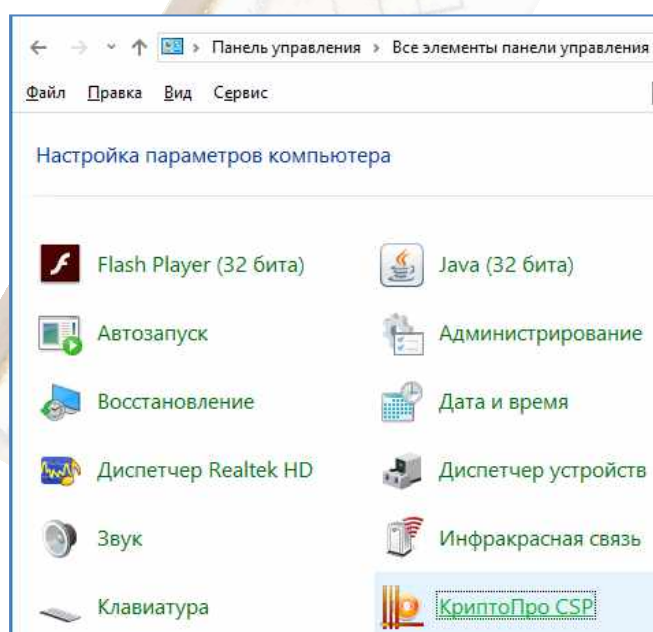 Панель управления > Все элементы панели управления
Файл Правка Вид Сервис
Настройка параметров компьютера
Flash Player (32 бита) Java (32 бита)
Автозапуск Администрирование
Восстановление Дата и время
Диспетчер Realtek HD Диспетчер устройств
Звук Инфракрасная связь
Клавиатура КриптоПро CSP